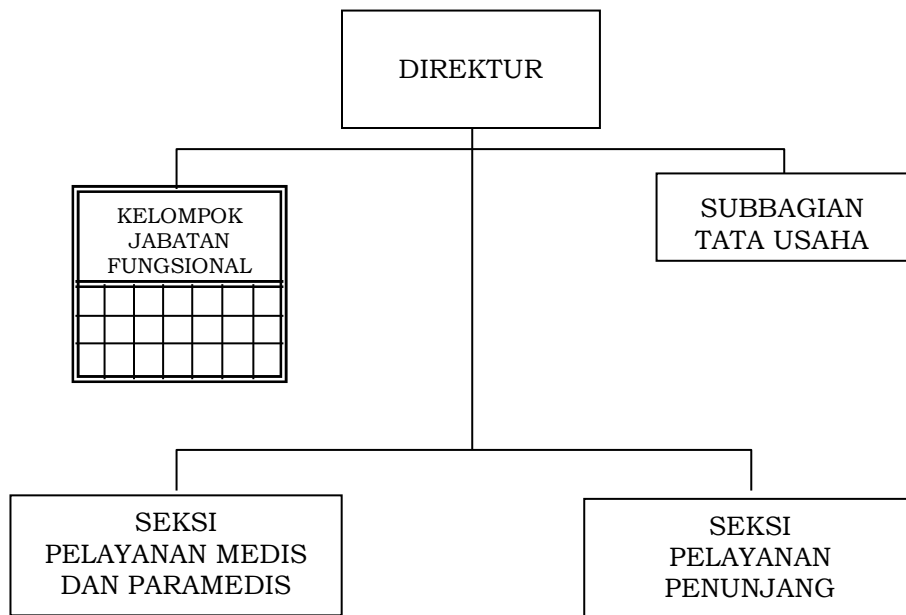 DIREKTUR
KELOMPOK
JABATAN
FUNGSIONAL
SUBBAGIAN
TATA USAHA
SEKSI
PELAYANAN MEDIS
DAN PARAMEDIS
SEKSI
PELAYANAN
PENUNJANG